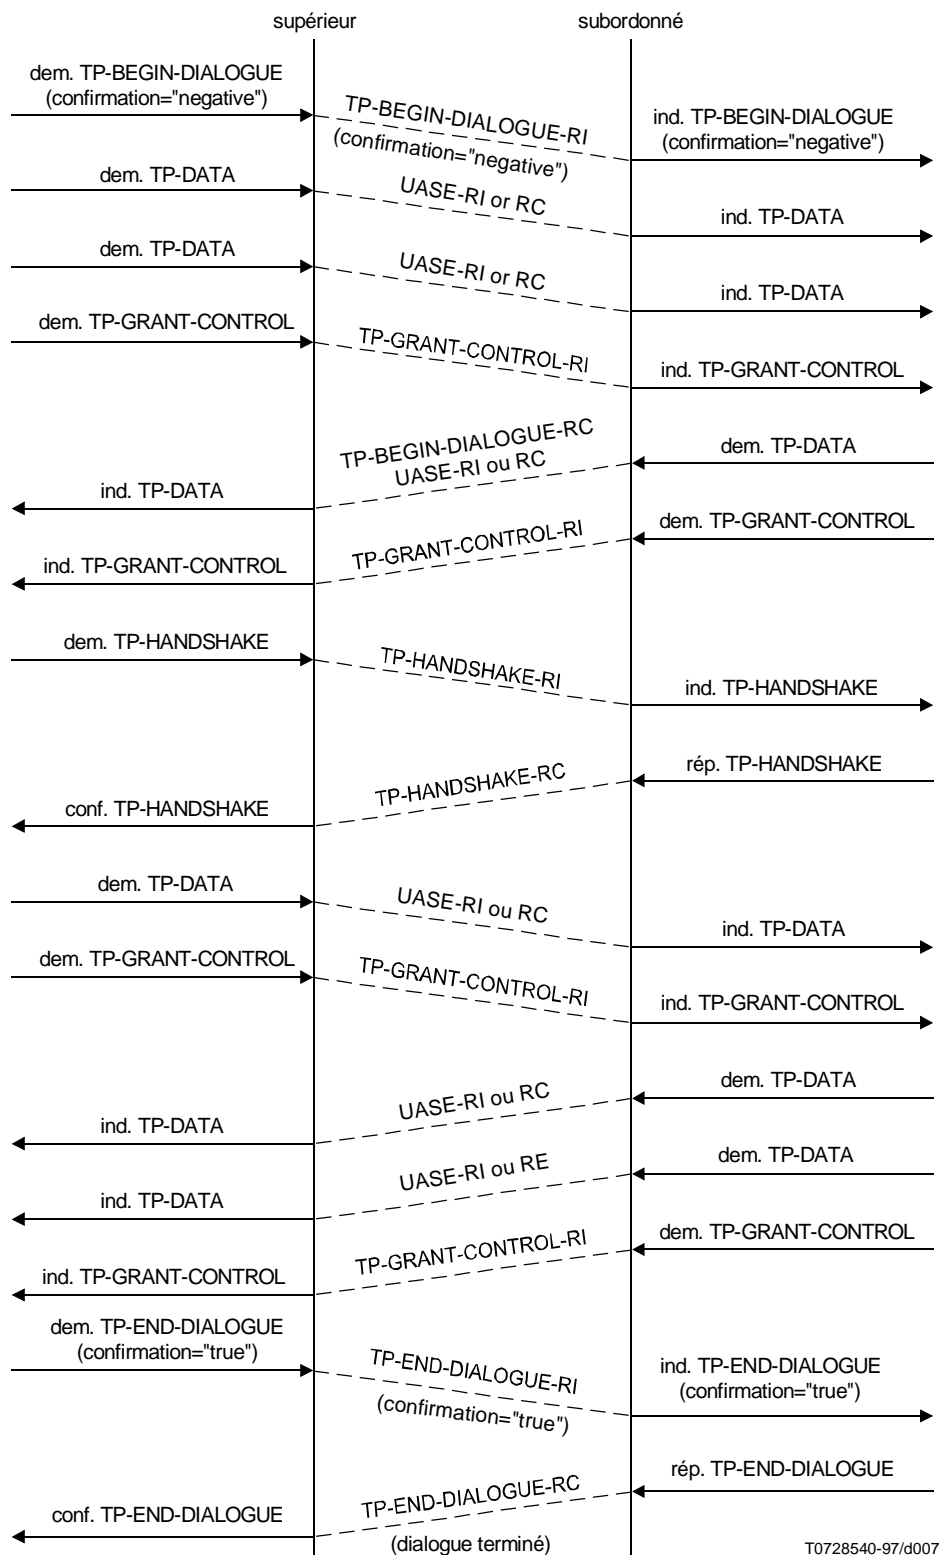 supérieur
subordonné
dem. TP-BEGIN-DIALOGUE
(confirmation="negative")
TP-BEGIN-DIALOGUE-RI
(confirmation="negative")
ind. TP-BEGIN-DIALOGUE
(confirmation="negative")
dem. TP-DATA
UASE-RI or RC
ind. TP-DATA
dem. TP-DATA
UASE-RI or RC
ind. TP-DATA
dem. TP-GRANT-CONTROL
TP-GRANT-CONTROL-RI
ind. TP-GRANT-CONTROL
dem. TP-DATA
TP-BEGIN-DIALOGUE-RC
UASE-RI ou RC
ind. TP-DATA
dem. TP-GRANT-CONTROL
TP-GRANT-CONTROL-RI
ind. TP-GRANT-CONTROL
dem. TP-HANDSHAKE
TP-HANDSHAKE-RI
ind. TP-HANDSHAKE
rép. TP-HANDSHAKE
TP-HANDSHAKE-RC
conf. TP-HANDSHAKE
dem. TP-DATA
UASE-RI ou RC
ind. TP-DATA
dem. TP-GRANT-CONTROL
TP-GRANT-CONTROL-RI
ind. TP-GRANT-CONTROL
dem. TP-DATA
UASE-RI ou RC
ind. TP-DATA
dem. TP-DATA
UASE-RI ou RE
ind. TP-DATA
dem. TP-GRANT-CONTROL
TP-GRANT-CONTROL-RI
ind. TP-GRANT-CONTROL
dem. TP-END-DIALOGUE
(confirmation="true")
TP-END-DIALOGUE-RI
(confirmation="true")
ind. TP-END-DIALOGUE
(confirmation="true")
rép. TP-END-DIALOGUE
TP-END-DIALOGUE-RC
conf. TP-END-DIALOGUE
(dialogue terminé)
T0728540-97/d007